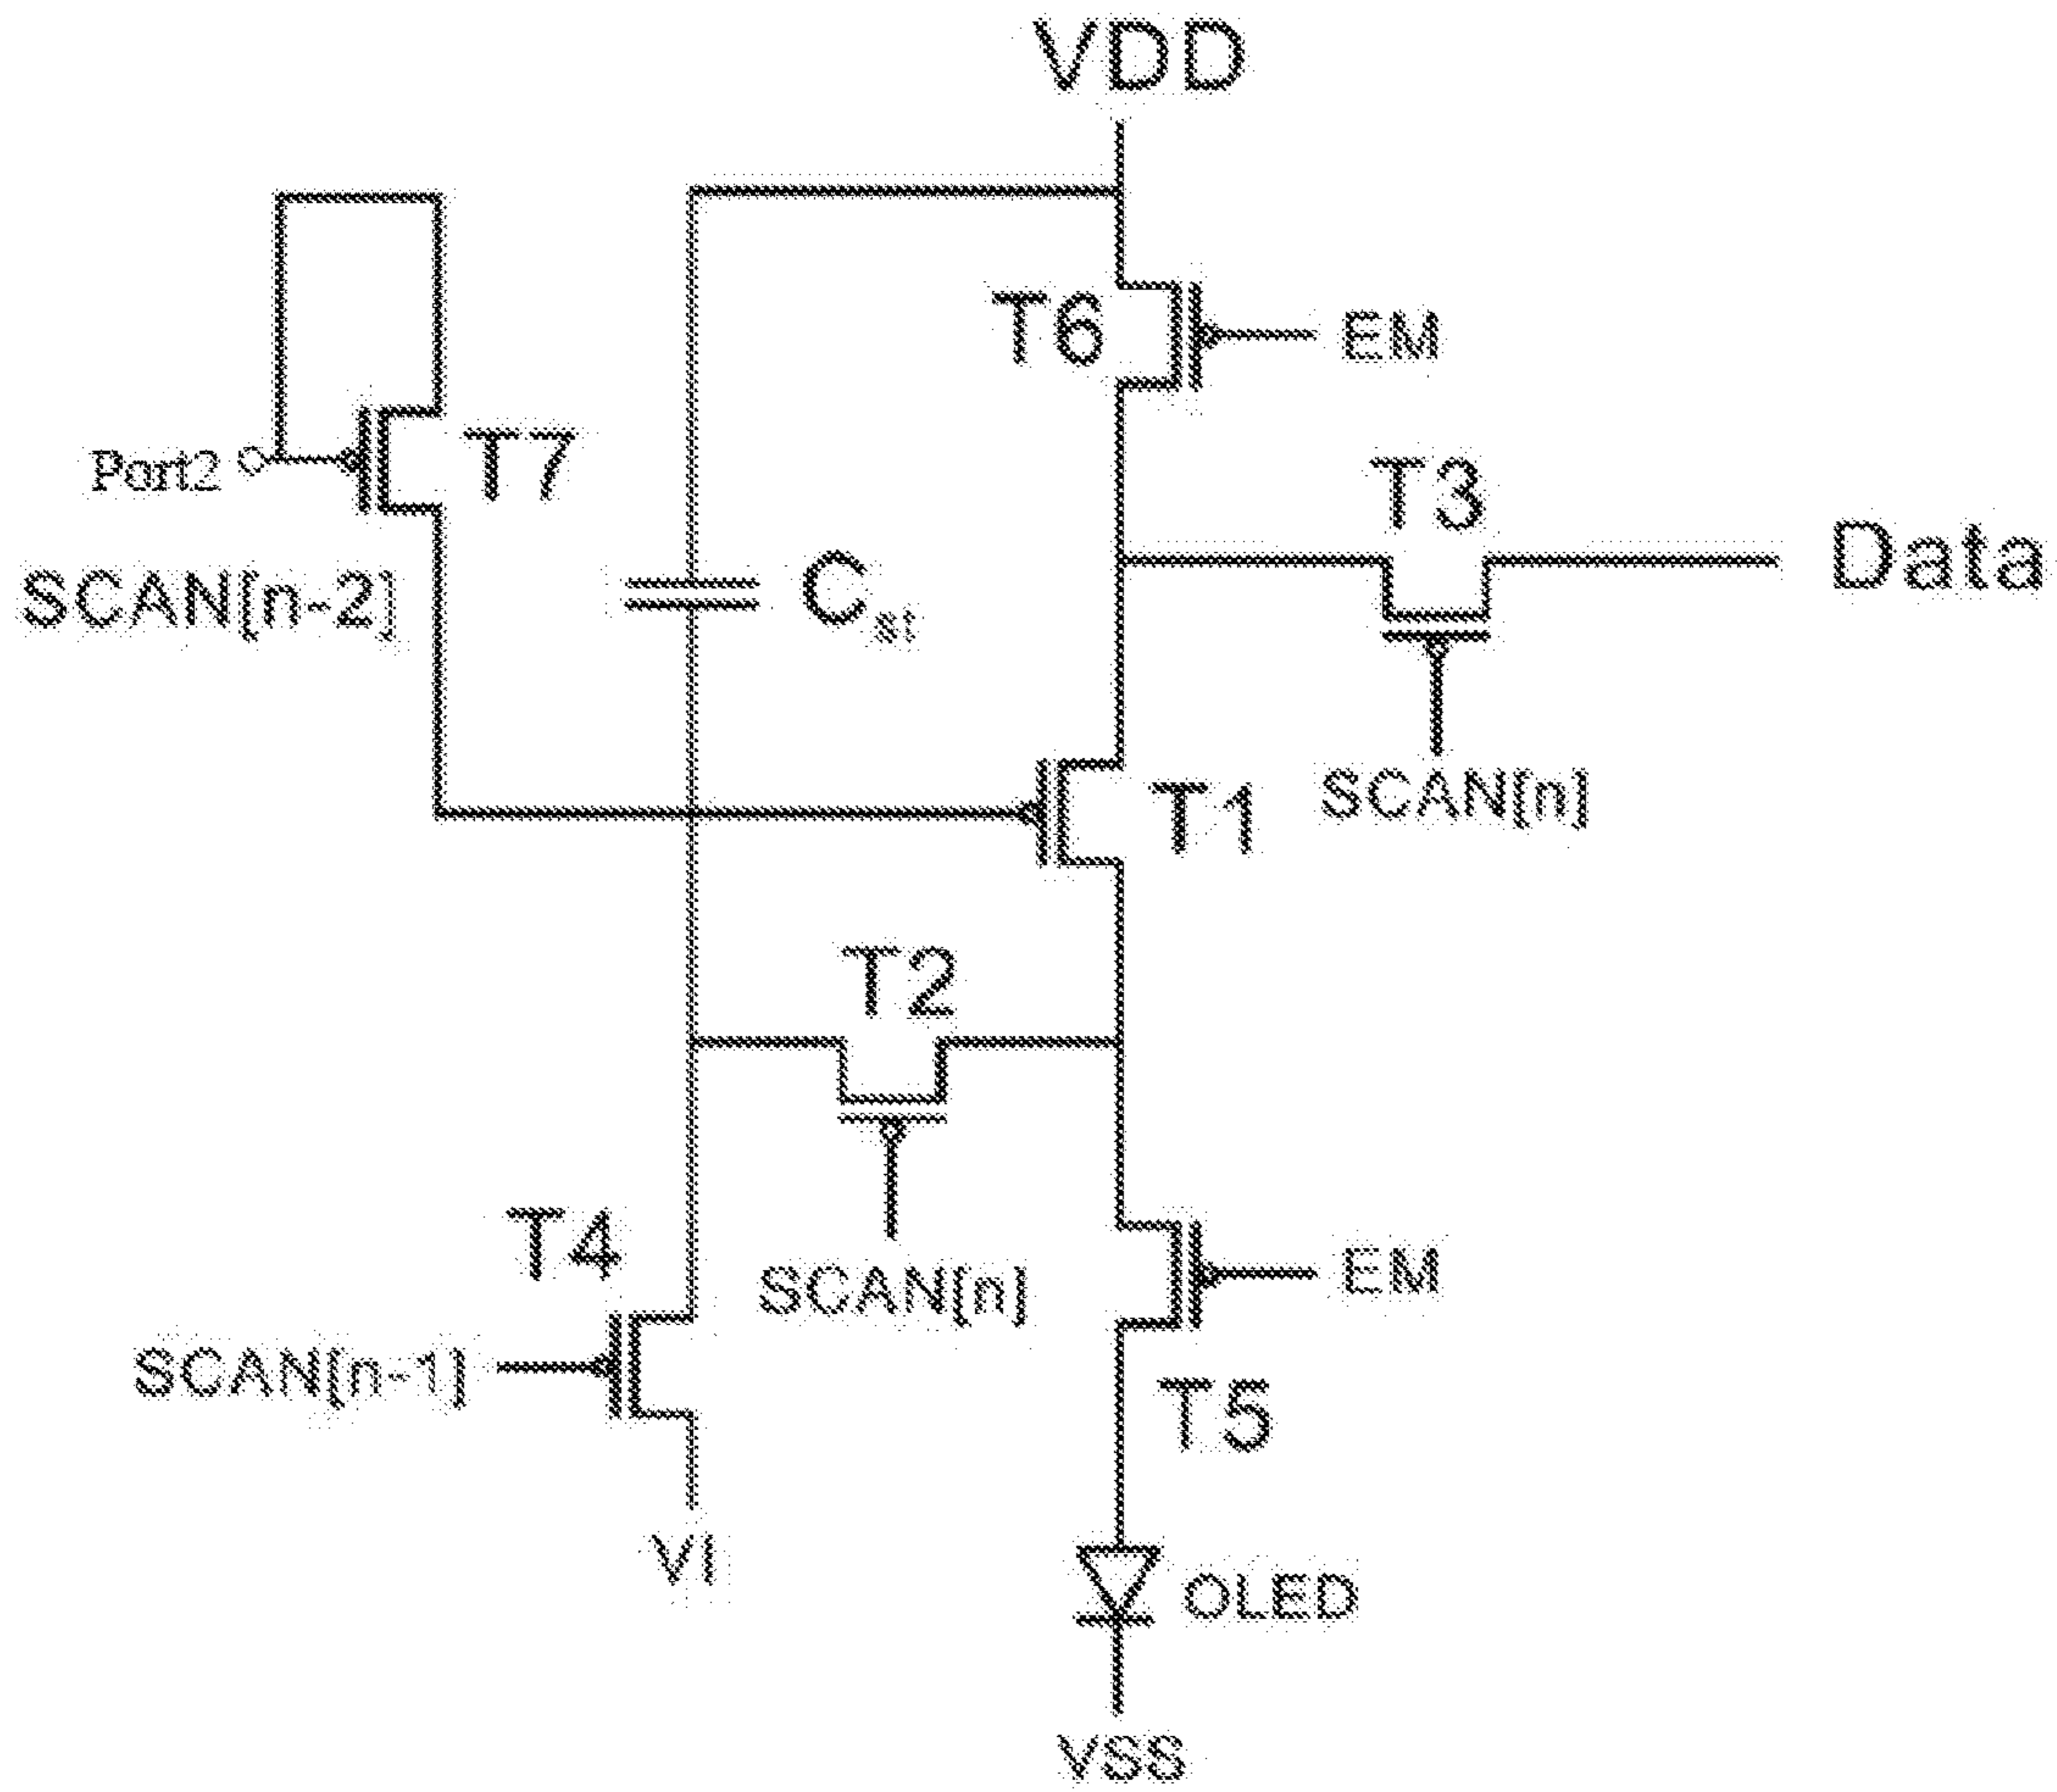 VDD
T6
EM
Port2
T7
T3
Data
SCAN[n-2]
Cst
SCAN[n]
T1
T2
T4
SCAN[n]
EM
SCAN[n-1]
T5
VI
OLED
VSS